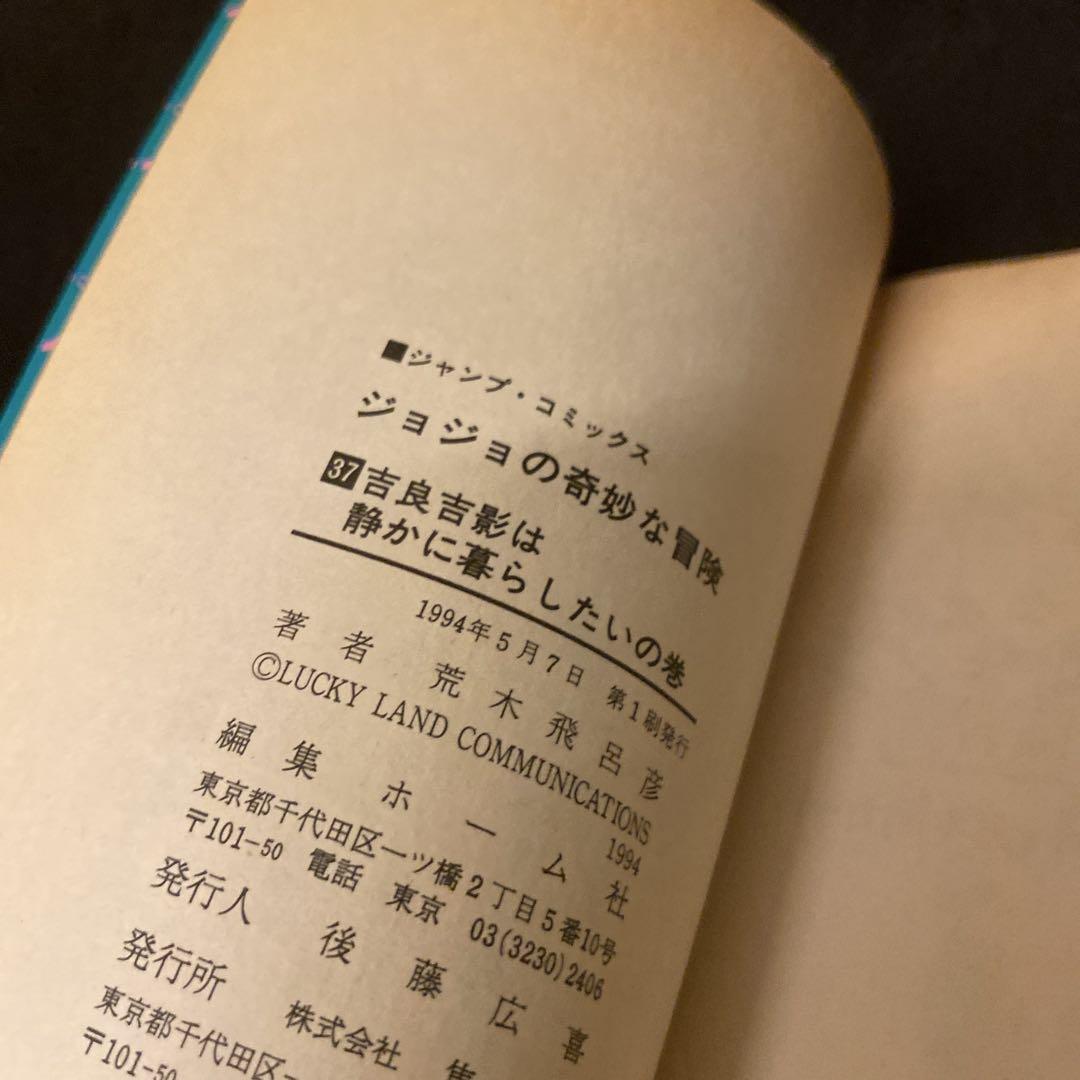 ■ジャンプ・コミックス
ジョジョの奇妙な冒険
37 吉良吉影は
静かに暮らしたいの巻
1994年5月7日 第1刷発行
著者 荒木飛呂彦
©LUCKY LAND COMMUNICATIONS
1994
編集 ホーム社
東京都千代田区一ツ橋2丁目5番10号
〒101-50 電話 東京 03(3230)2406
発行人 後藤広喜
発行所 株式会社
東京都千代田区一
〒101-50